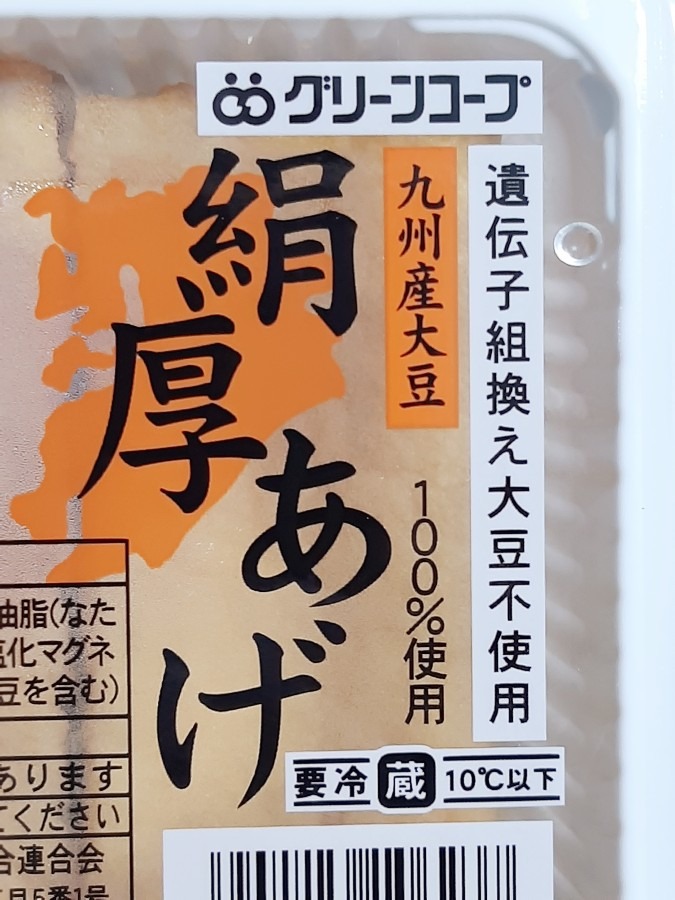 グリーンコープ
遺伝子組換え大豆不使用
九州産大豆
100%使用
絹厚あげ
要冷蔵 10℃以下
油脂(なた
塩化マグネ
豆を含む)
あります
てください
合連合会
目5番1号